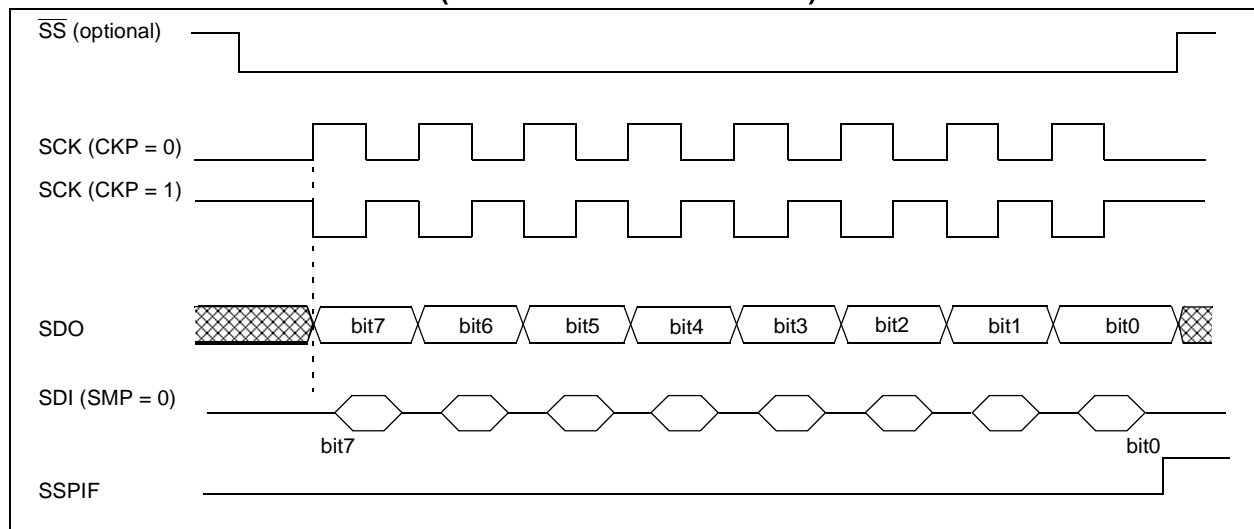 SS (optional)
SCK (CKP = 0)
SCK (CKP = 1)
SDO bit7 bit6 bit5 bit4 bit3 bit2 bit1 bit0
SDI (SMP = 0)
bit7 bit0
SSPIF